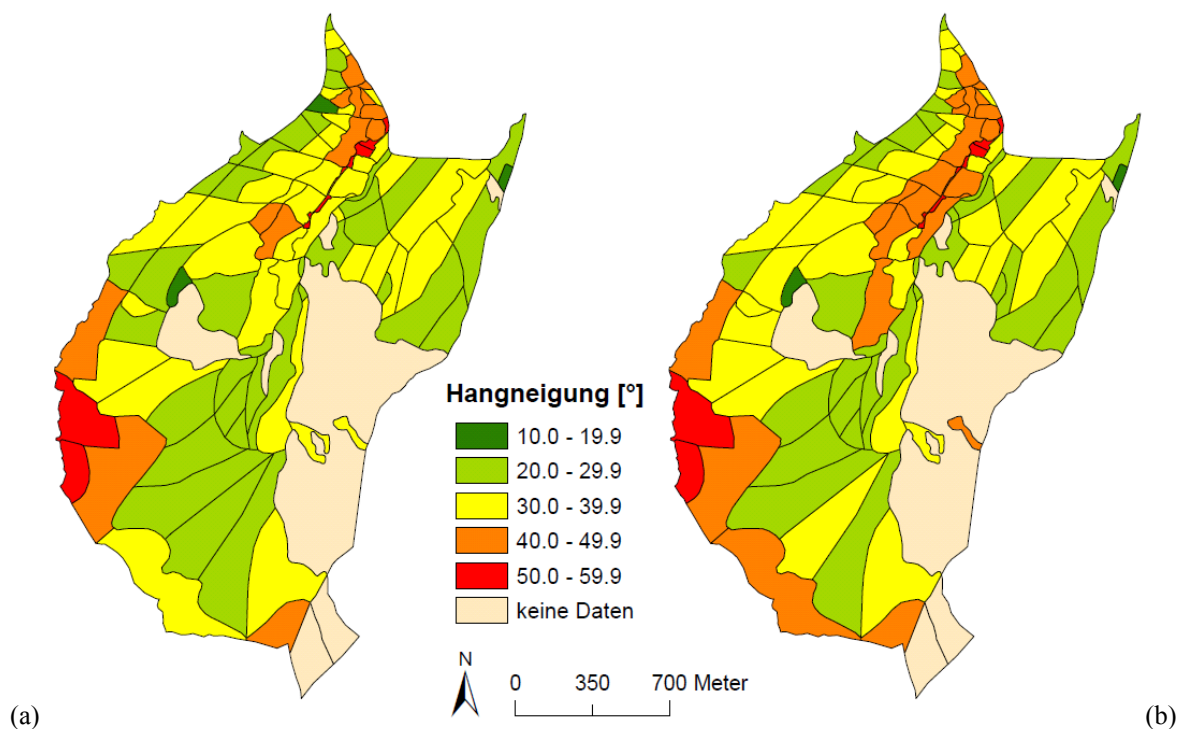 Hangneigung [°]
10.0 - 19.9
20.0 - 29.9
30.0 - 39.9
40.0 - 49.9
50.0 - 59.9
keine Daten
N
0 350 700 Meter
(a) (b)